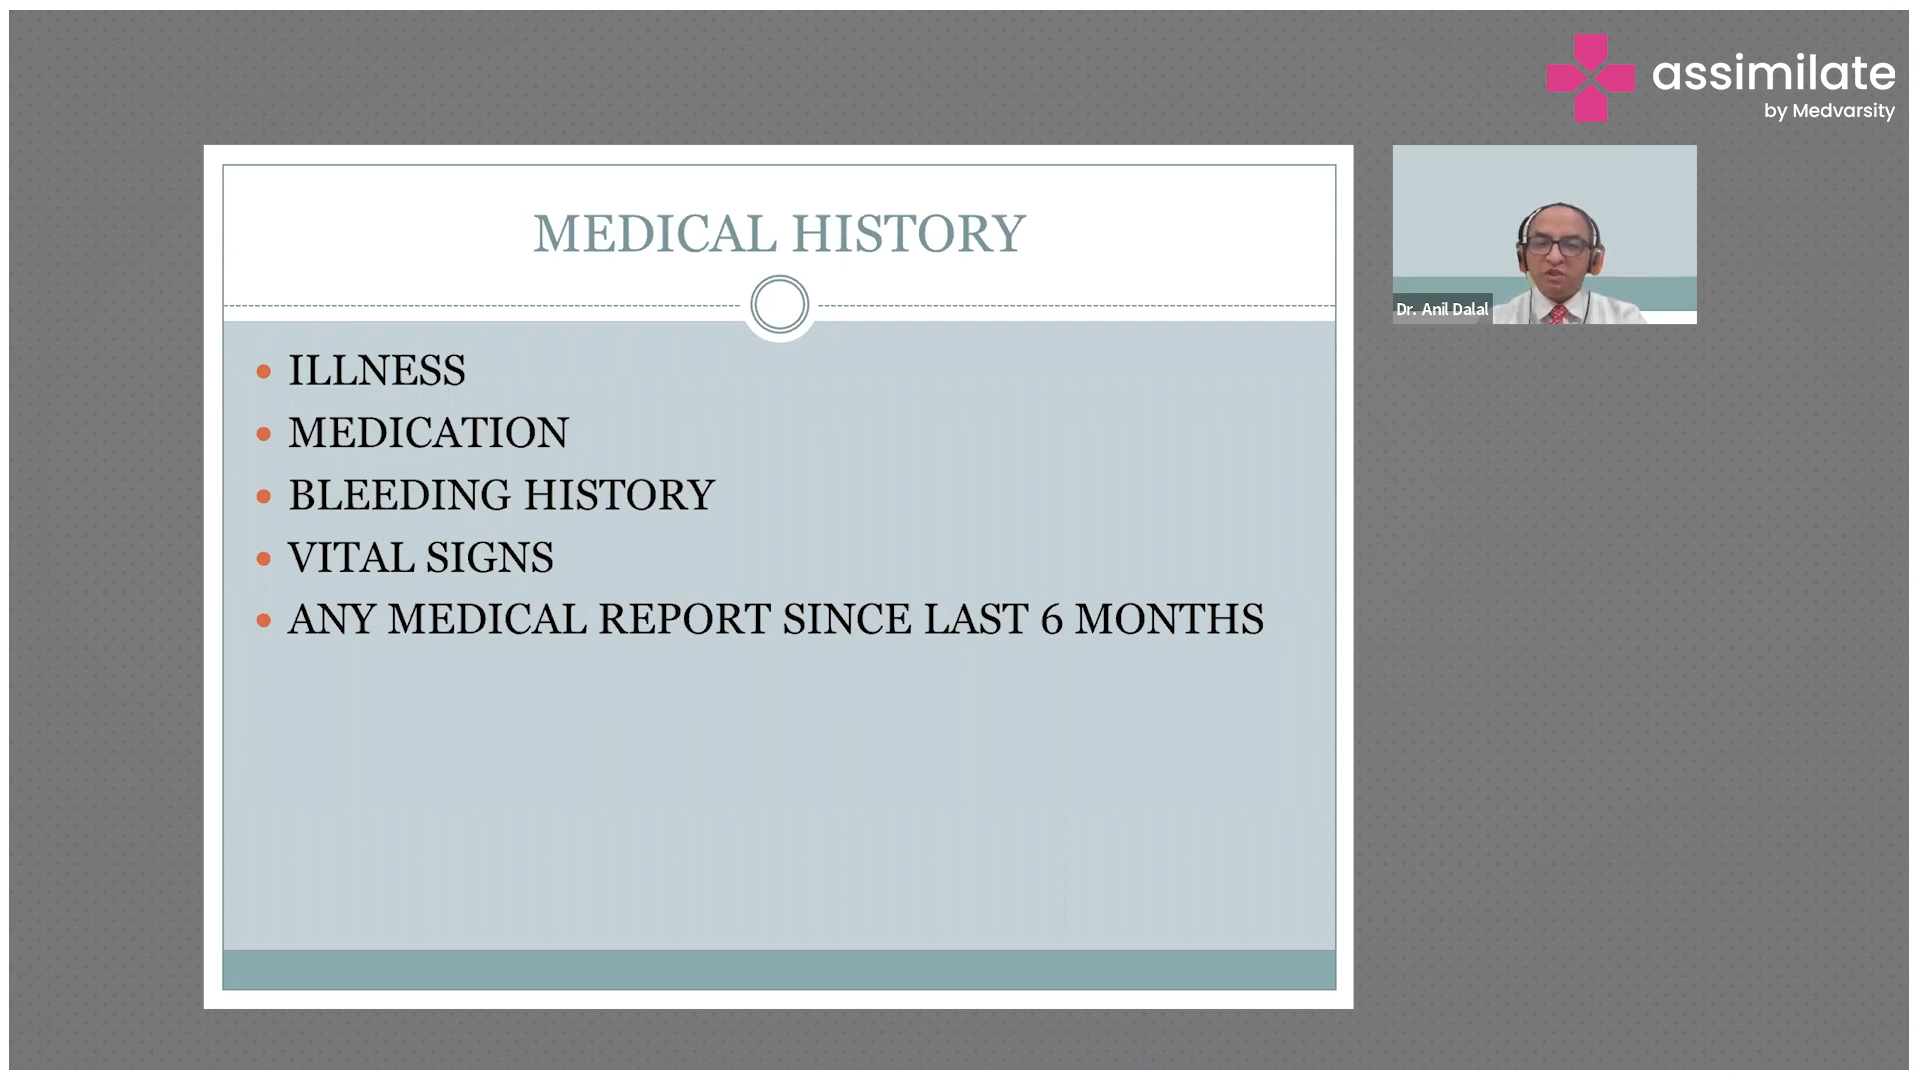 assimilate
by Medvarsity
MEDICAL HISTORY
ILLNESS
MEDICATION
BLEEDING HISTORY
VITAL SIGNS
ANY MEDICAL REPORT SINCE LAST 6 MONTHS
Dr. Anil Dalal